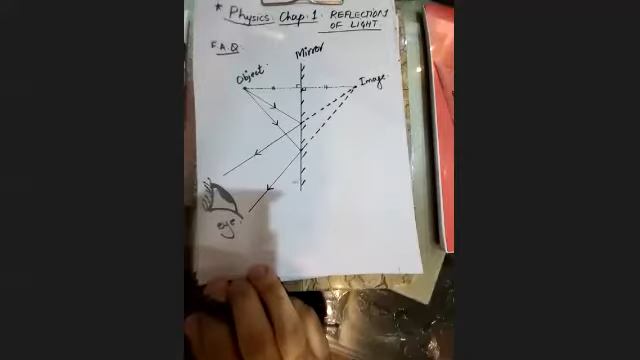 * Physics: Chap: 1. REFLECTIONS
OF LIGHT.
F.A.Q.
Mirror
Object
Image
eye.